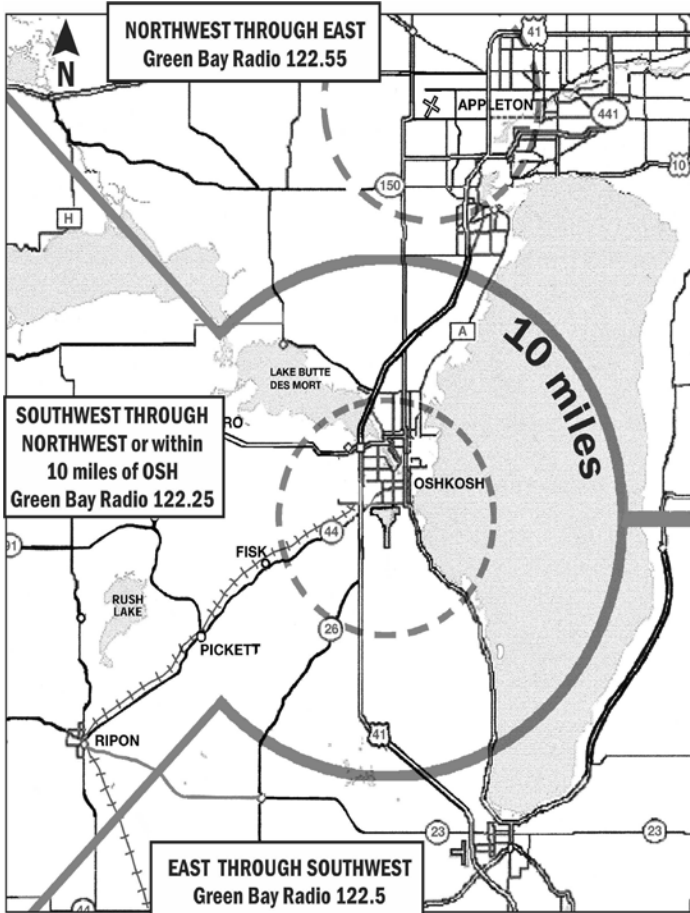 NORTHWEST THROUGH EAST
Green Bay Radio 122.55
N
41
APPLETON
441
10
150
H
A
10 miles
LAKE BUTTE
DES MORT
SOUTHWEST THROUGH
NORTHWEST or within
10 miles of OSH
Green Bay Radio 122.25
RO
OSHKOSH
44
91
FISK
RUSH
LAKE
26
PICKETT
RIPON
41
23
23
EAST THROUGH SOUTHWEST
Green Bay Radio 122.5
44